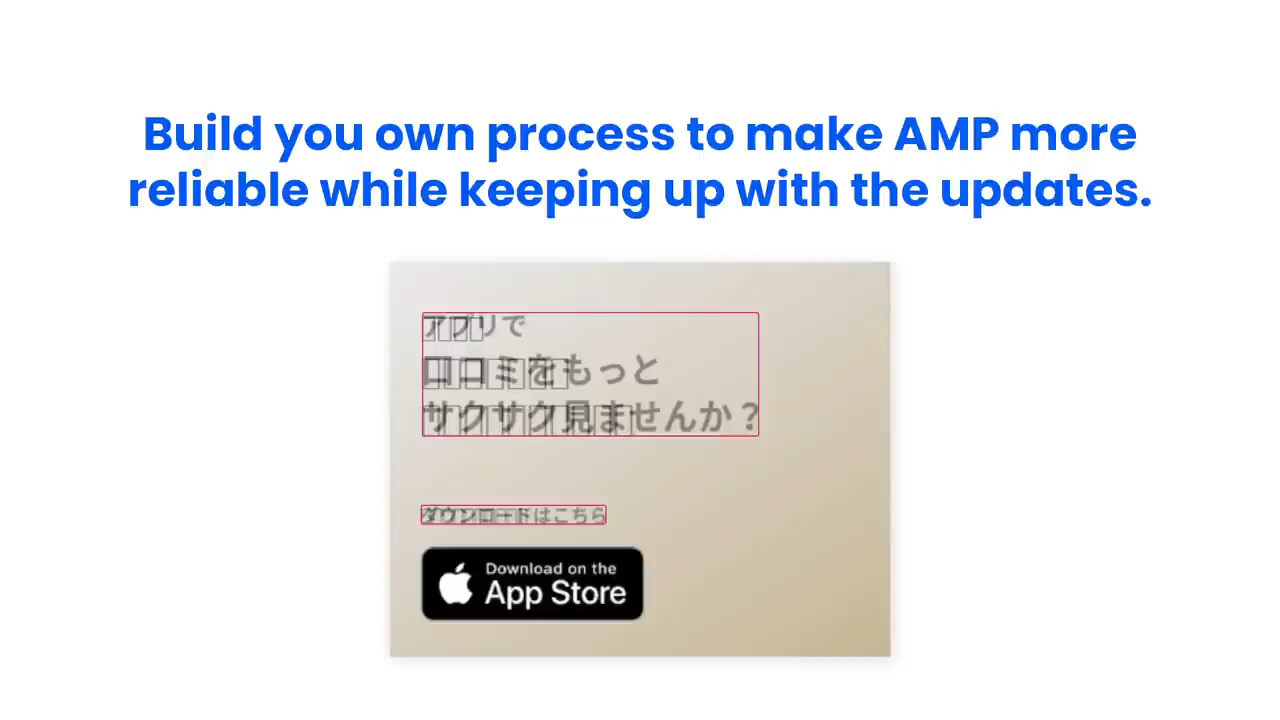 Build you own process to make AMP more
reliable while keeping up with the updates.
アプリで
口コミをもっと
サクサク見ませんか？
ダウンロードはこちら
Download on the
App Store